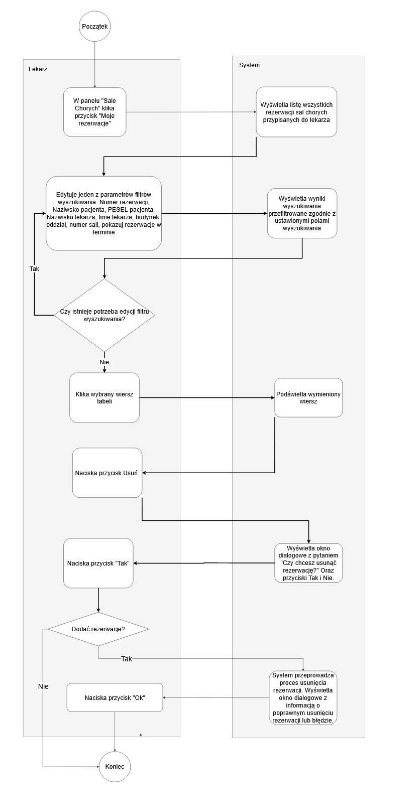 Początek
Lekarz
System
W panelu "Sale
Chorych" klika
przycisk "Moje
rezerwacje"
Wyświetla listę wszystkich
rezerwacji sal chorych
przypisanych do lekarza
Edytuje jeden z parametrów filtrów
wyszukiwania. Numer rezerwacji,
Nazwisko pacjenta, PESEL pacjenta
Nazwisko lekarza, Imie lekarza, budynek
oddział, numer sali, pokazuj rezerwacje w
terminie
Wyświetla wyniki
wyszukiwania
przefiltrowane zgodnie z
ustawionymi polami
wyszukiwania
Tak
Czy istnieje potrzeba edycji filtru
wyszukiwania?
Nie
Klika wybrany wiersz
tabeli
Podświetla wymieniony
wiersz
Naciska przycisk Usuń
Wyświetla okno
dialogowe z pytaniem
"Czy chcesz usunąć
rezerwację?" Oraz
przyciski Tak i Nie.
Naciska przycisk "Tak"
Dodać rezerwacje?
Tak
Nie
System przeprowadza
proces usunięcia
rezerwacji. Wyświetla
okno dialogowe z
informacją o
poprawnym usunięciu
rezerwacji lub błędzie.
Naciska przycisk "Ok"
Koniec